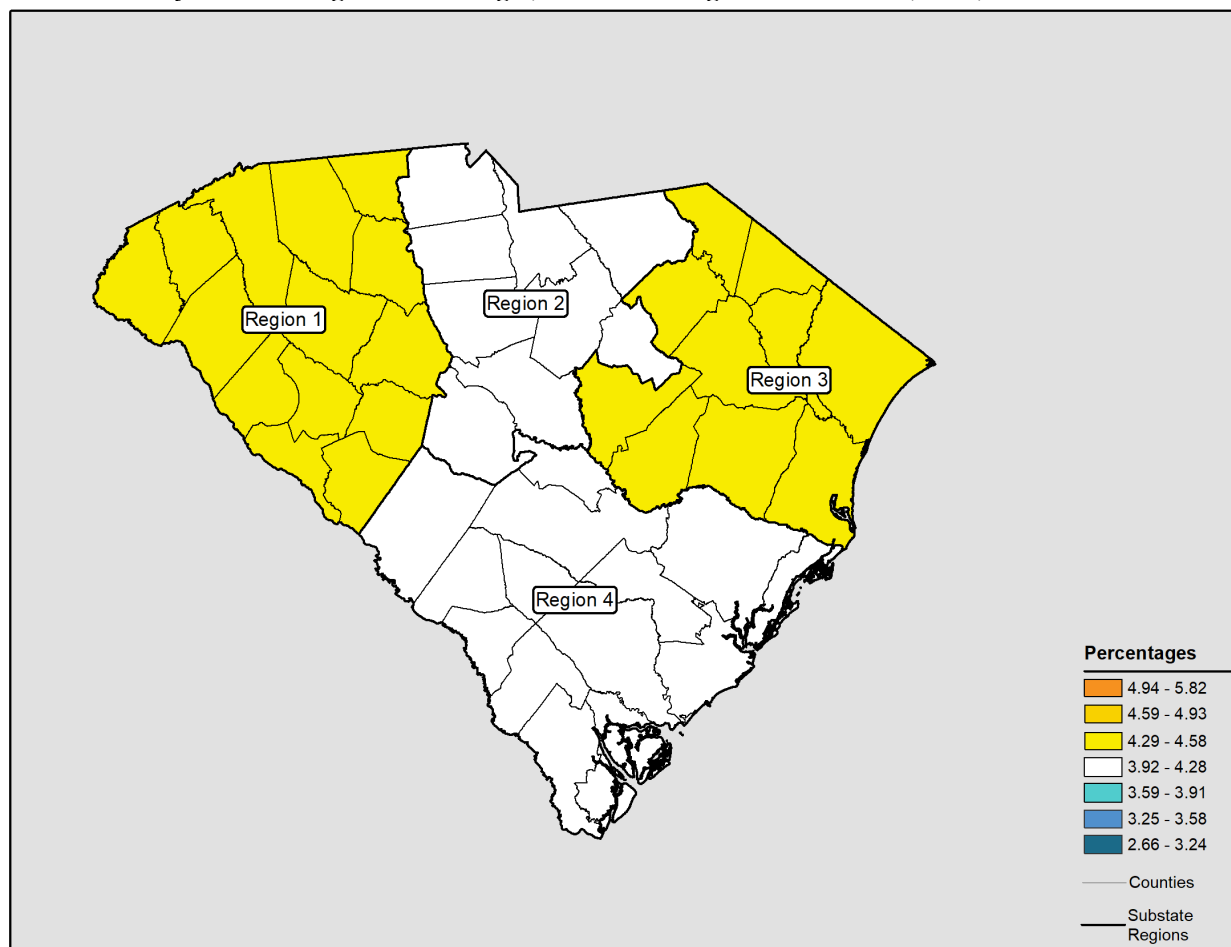 Region 1
Region 2
Region 3
Region 4
Percentages
4.94 - 5.82
4.59 - 4.93
4.29 - 4.58
3.92 - 4.28
3.59 - 3.91
3.25 - 3.58
2.66 - 3.24
Counties
Substate
Regions